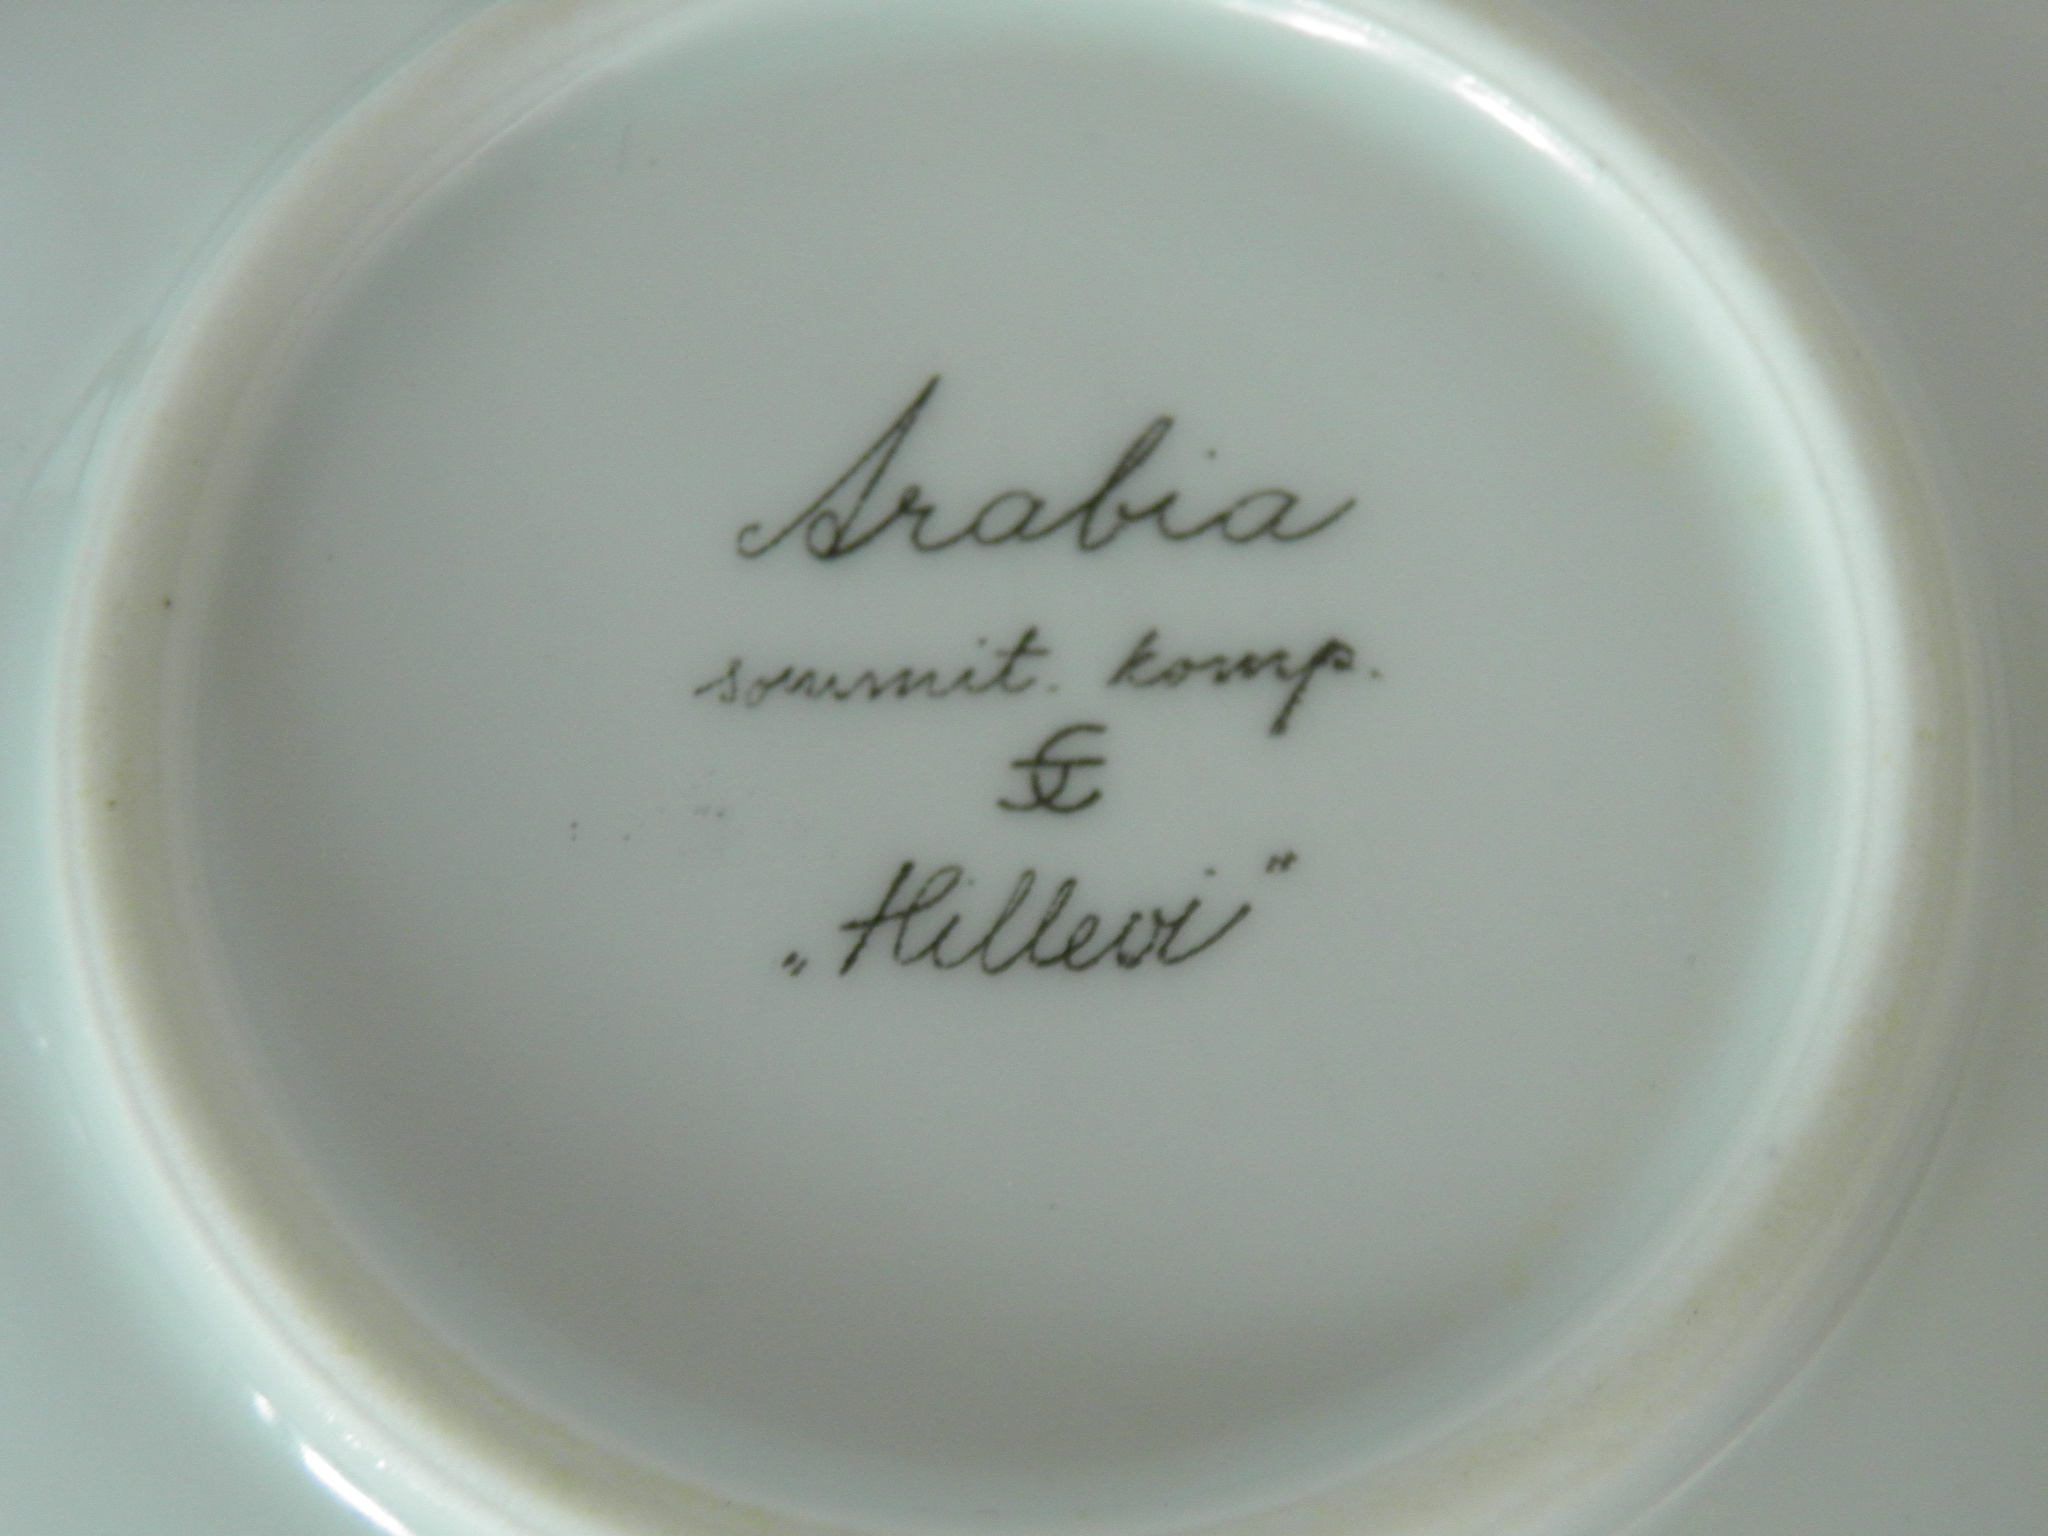 Arabia
sommit. komp.
„Hillevi”